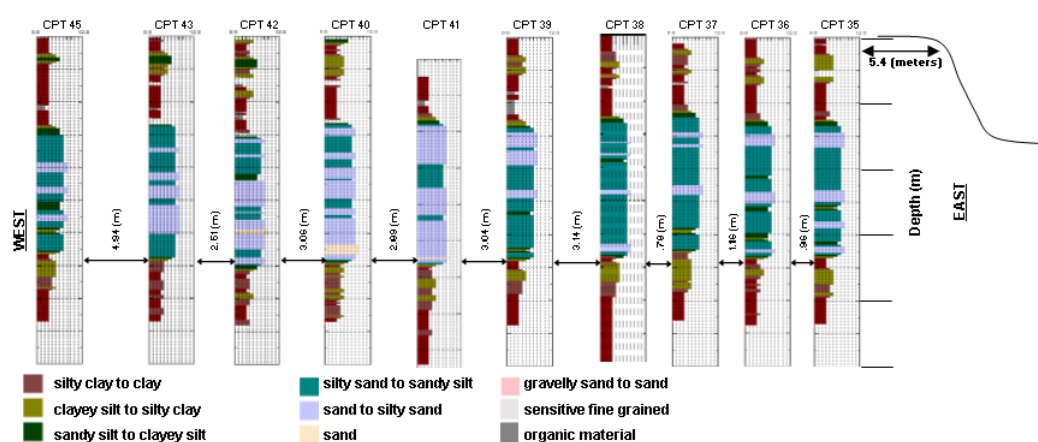 CPT 45 CPT 43 CPT 42 CPT 40 CPT 41 CPT 39 CPT 38 CPT 37 CPT 36 CPT 35
5.4 (meters)
WEST
4.94 (m)
2.51 (m)
3.06 (m)
2.99 (m)
3.04 (m)
3.14 (m)
.79 (m)
1.16 (m)
.96 (m)
Depth (m)
EAST
silty clay to clay
clayey silt to silty clay
sandy silt to clayey silt
silty sand to sandy silt
sand to silty sand
sand
gravelly sand to sand
sensitive fine grained
organic material